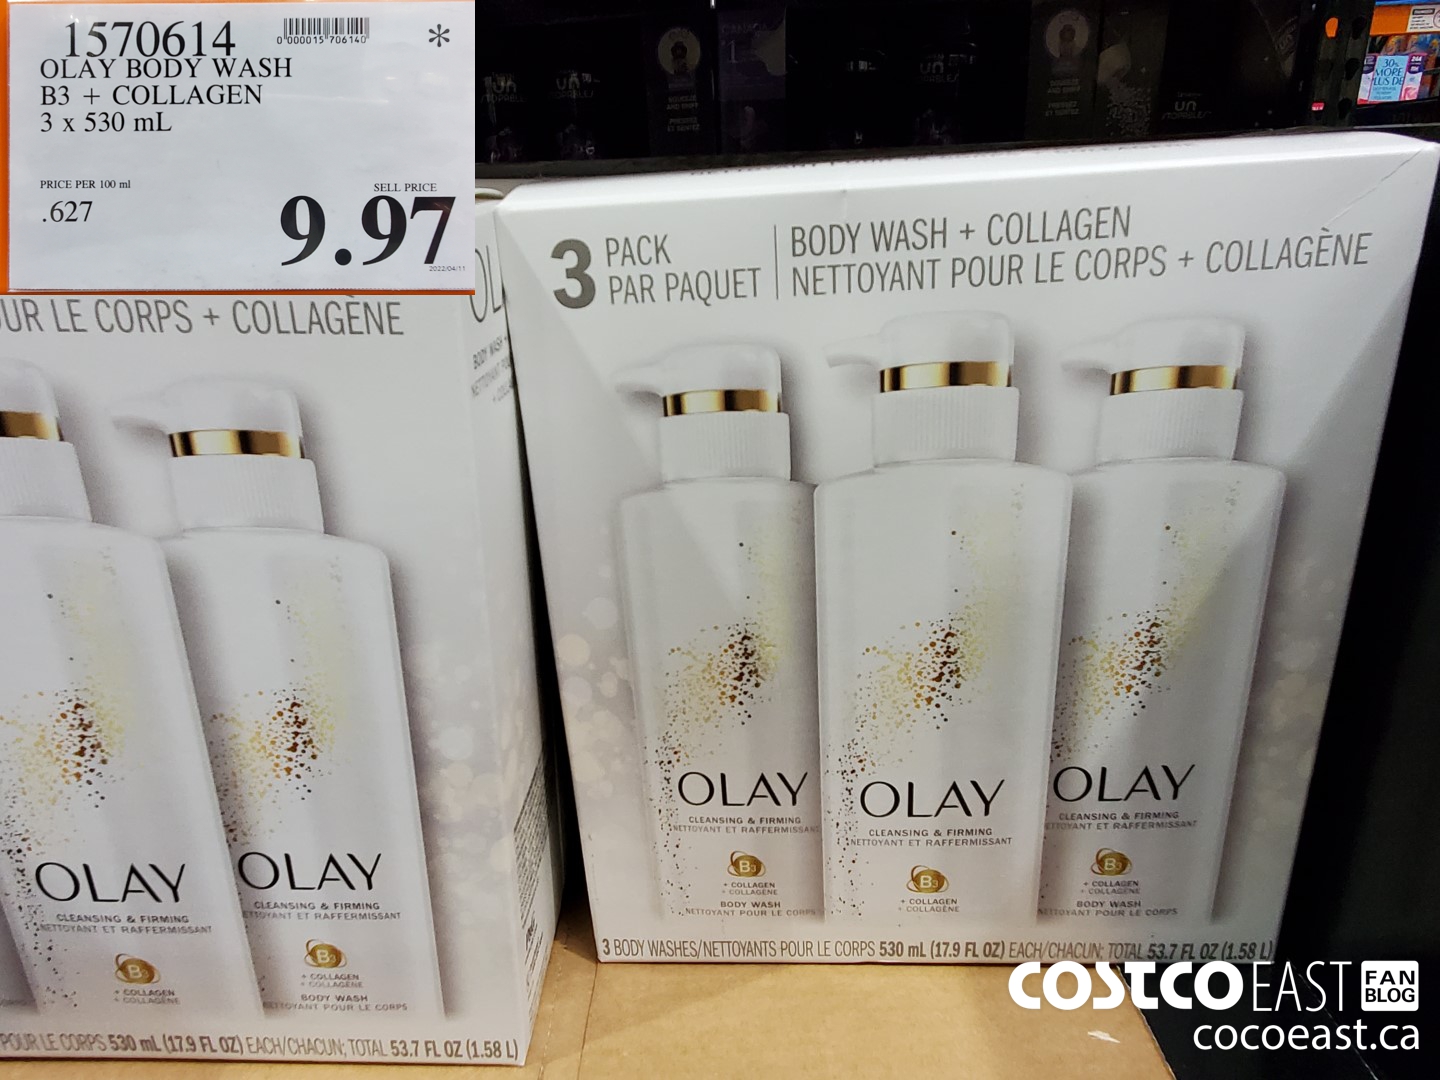 1570614
0 000015 706140
*
OLAY BODY WASH
B3 + COLLAGEN
3 x 530 mL
PRICE PER 100 ml
.627
SELL PRICE
9.97
2022/04/11
3 PACK
PAR PAQUET
BODY WASH + COLLAGEN
NETTOYANT POUR LE CORPS + COLLAGÈNE
LE CORPS + COLLAGÈNE
OLAY
CLEANSING & FIRMING
NETTOYANT ET RAFFERMISSANT
B3
+ COLLAGEN
+ COLLAGÈNE
OLAY
CLEANSING & FIRMING
NETTOYANT ET RAFFERMISSANT
B3
+ COLLAGEN
+ COLLAGÈNE
BODY WASH
NETTOYANT POUR LE CORPS
POUR LE CORPS 530 mL (17.9 FL OZ) EACH/CHACUN; TOTAL 53.7 FL OZ (1.58 L)
OLAY
CLEANSING & FIRMING
NETTOYANT ET RAFFERMISSANT
B3
+ COLLAGEN
+ COLLAGÈNE
BODY WASH
NETTOYANT POUR LE CORPS
OLAY
CLEANSING & FIRMING
NETTOYANT ET RAFFERMISSANT
B3
+ COLLAGEN
+ COLLAGÈNE
OLAY
CLEANSING & FIRMING
NETTOYANT ET RAFFERMISSANT
B3
+ COLLAGEN
+ COLLAGÈNE
BODY WASH
NETTOYANT POUR LE CORPS
3 BODY WASHES/NETTOYANTS POUR LE CORPS 530 mL (17.9 FL OZ) EACH/CHACUN; TOTAL 53.7 FL OZ (1.58 L)
COSTCO EAST FAN BLOG
cocoeast.ca